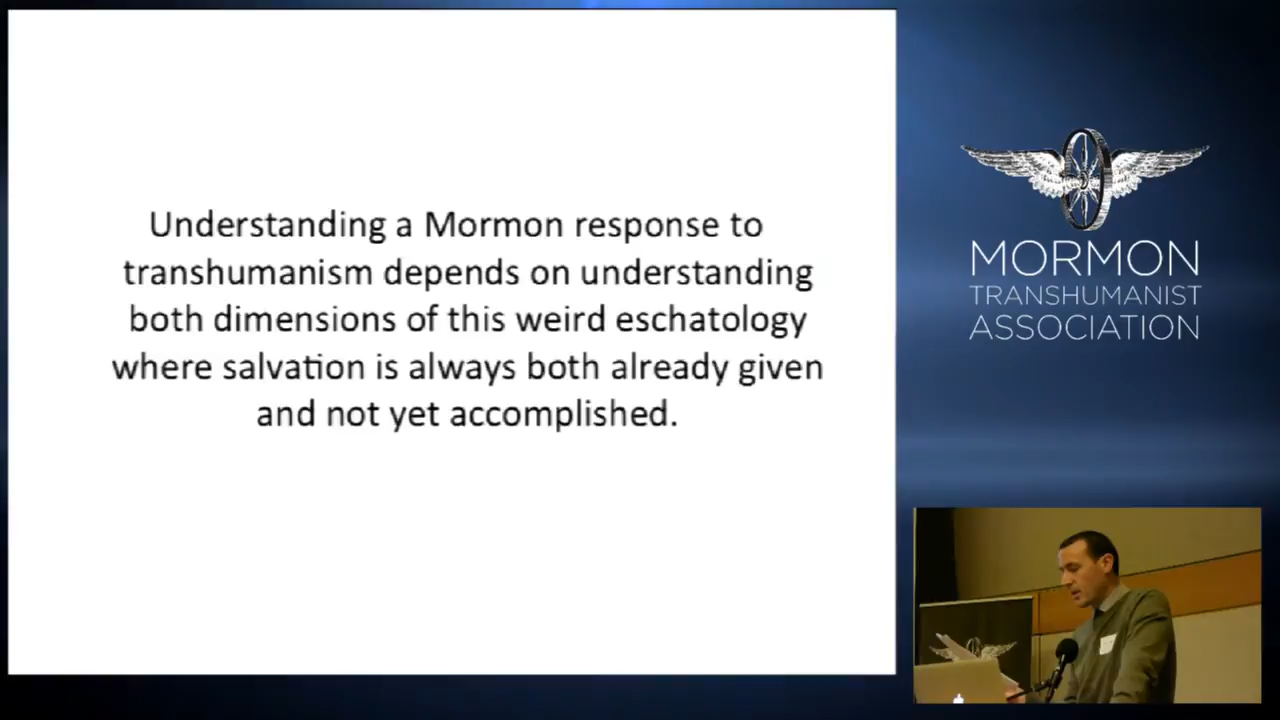 Understanding a Mormon response to
transhumanism depends on understanding
both dimensions of this weird eschatology
where salvation is always both already given
and not yet accomplished.
MORMON
TRANSHUMANIST
ASSOCIATION